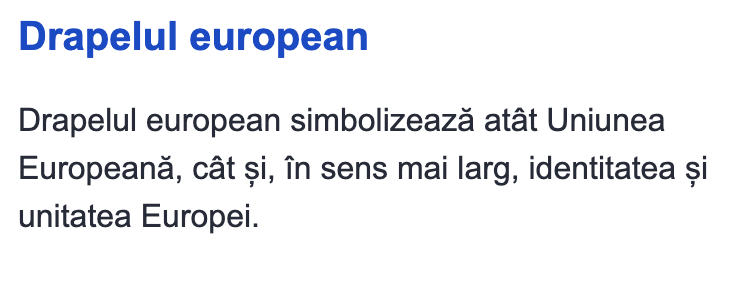 Drapelul european
Drapelul european simbolizează atât Uniunea
Europeană, cât și, în sens mai larg, identitatea și
unitatea Europei.